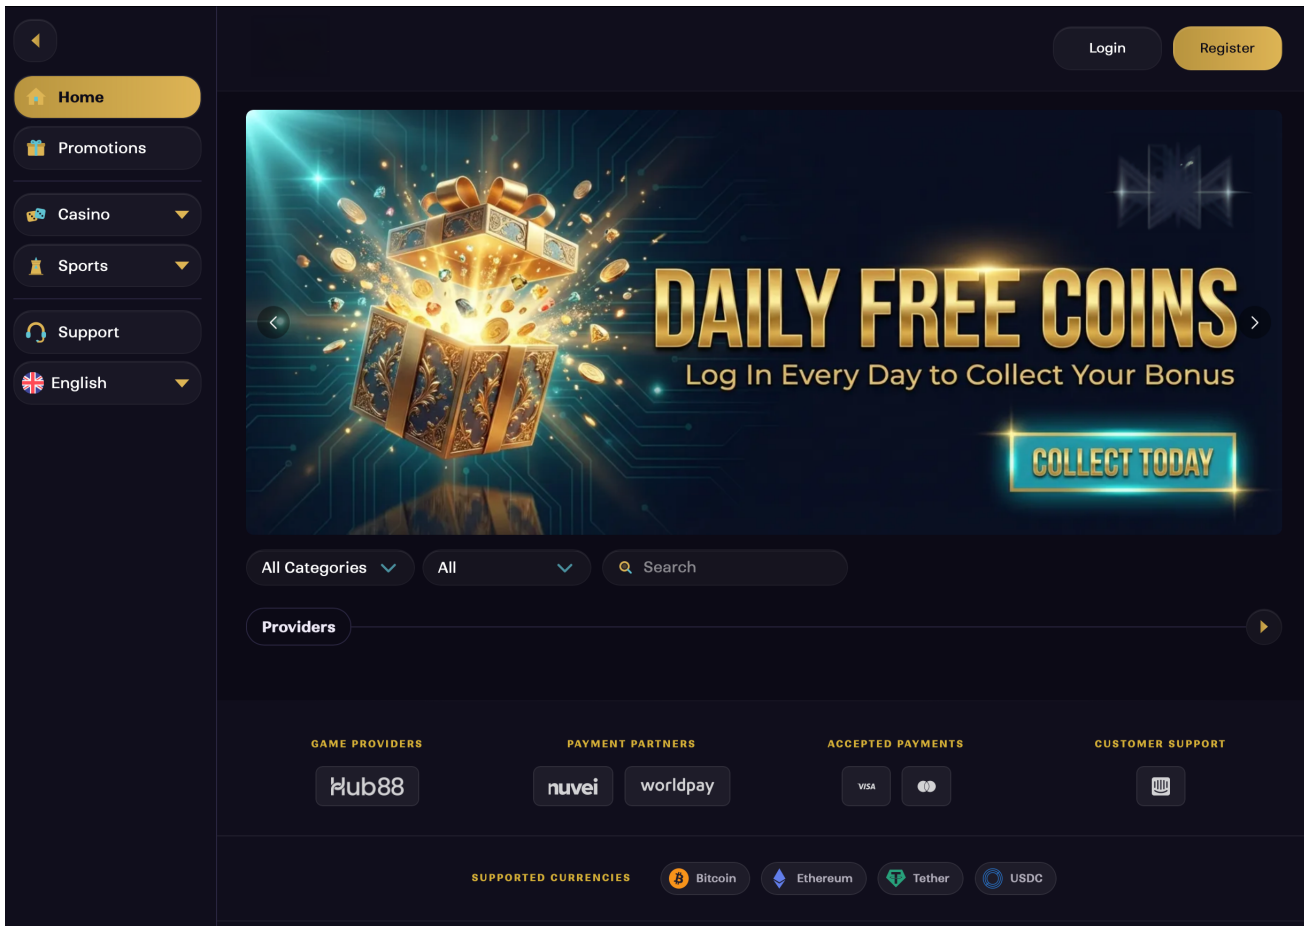 Login
Register
Home
Promotions
Casino
Sports
Support
English
DAILY FREE COINS
Log In Every Day to Collect Your Bonus
COLLECT TODAY
All Categories
All
Search
Providers
GAME PROVIDERS
PAYMENT PARTNERS
ACCEPTED PAYMENTS
CUSTOMER SUPPORT
Hub88
nuvei
worldpay
VISA
SUPPORTED CURRENCIES
Bitcoin
Ethereum
Tether
USDC